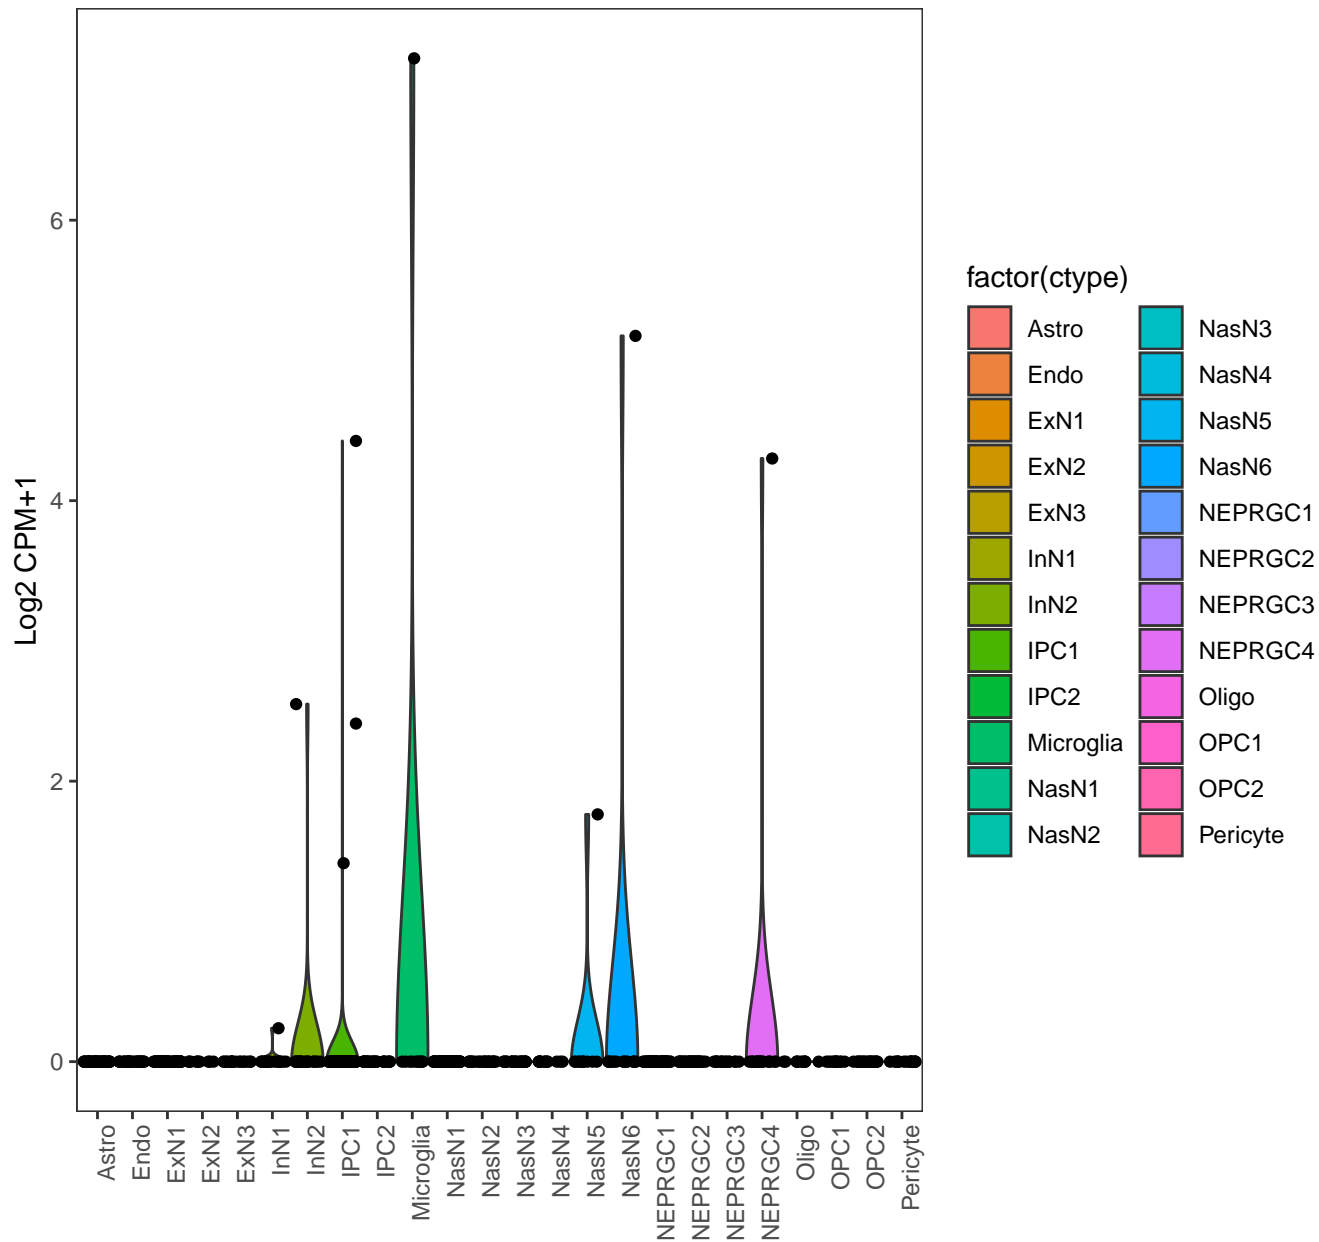 Log2 CPM+1
6
4
2
0
Astro
Endo
ExN1
ExN2
ExN3
InN1
InN2
IPC1
IPC2
Microglia
NasN1
NasN2
NasN3
NasN4
NasN5
NasN6
NEPRGC1
NEPRGC2
NEPRGC3
NEPRGC4
Oligo
OPC1
OPC2
Pericyte
factor(ctype)
Astro
Endo
ExN1
ExN2
ExN3
InN1
InN2
IPC1
IPC2
Microglia
NasN1
NasN2
NasN3
NasN4
NasN5
NasN6
NEPRGC1
NEPRGC2
NEPRGC3
NEPRGC4
Oligo
OPC1
OPC2
Pericyte